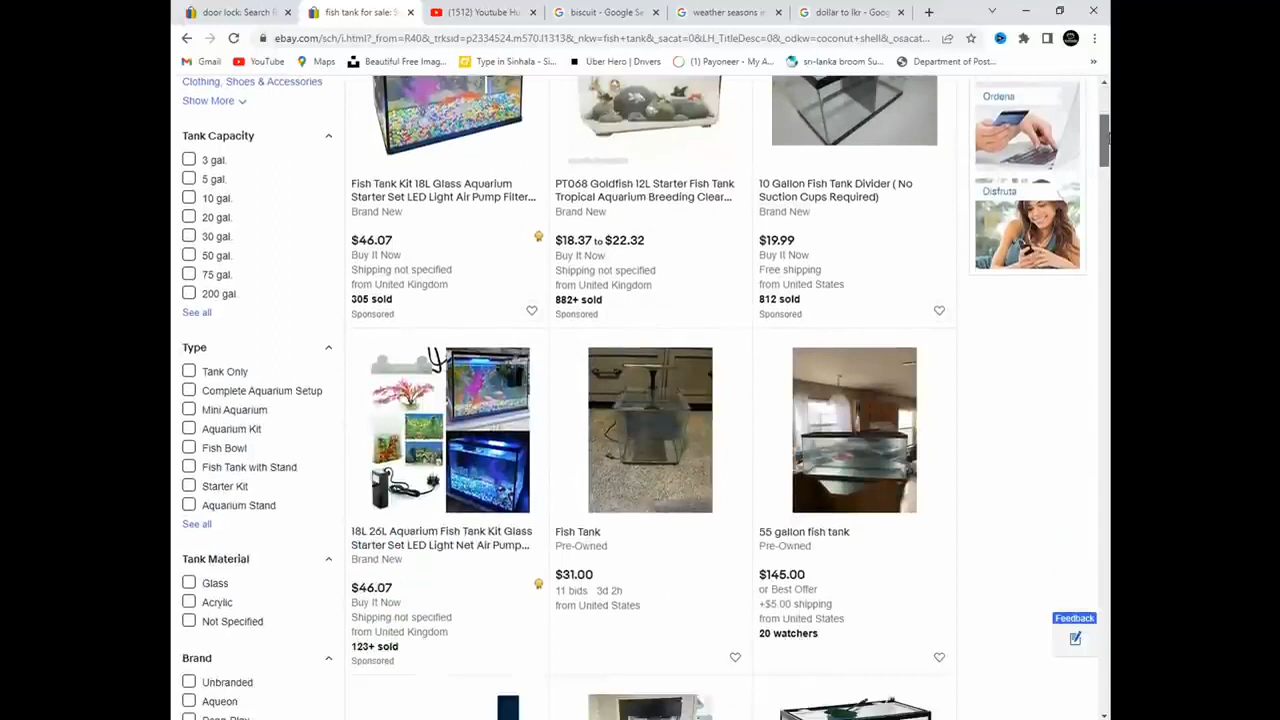 door lock: Search r
fish tank for sale: S
(1512) Youtube Hu
biscuit - Google Se
weather seasons in
dollar to lkr - Goog
ebay.com/sch/i.html?_from=R40&_trksid=p2334524.m570.l1313&_nkw=fish+tank&_sacat=0&LH_TitleDesc=0&_odkw=coconut+shell&_osacat...
Gmail
YouTube
Maps
Beautiful Free Imag...
Type in Sinhala - Si...
Uber Hero | Drivers
(1) Payoneer - My A...
sri-lanka broom Su...
Department of Post...
»
Clothing, Shoes & Accessories
Show More
Tank Capacity
3 gal.
5 gal.
10 gal.
20 gal.
30 gal.
50 gal.
75 gal.
200 gal
See all
Type
Tank Only
Complete Aquarium Setup
Mini Aquarium
Aquarium Kit
Fish Bowl
Fish Tank with Stand
Starter Kit
Aquarium Stand
See all
Tank Material
Glass
Acrylic
Not Specified
Brand
Unbranded
Aqueon
Fish Tank Kit 18L Glass Aquarium
Starter Set LED Light Air Pump Filter...
Brand New
$46.07
Buy It Now
Shipping not specified
from United Kingdom
305 sold
Sponsored
PT068 Goldfish 12L Starter Fish Tank
Tropical Aquarium Breeding Clear...
Brand New
$18.37 to $22.32
Buy It Now
Shipping not specified
from United Kingdom
882+ sold
Sponsored
10 Gallon Fish Tank Divider ( No
Suction Cups Required)
Brand New
$19.99
Buy It Now
Free shipping
from United States
812 sold
Sponsored
18L 26L Aquarium Fish Tank Kit Glass
Starter Set LED Light Net Air Pump...
Brand New
$46.07
Buy It Now
Shipping not specified
from United Kingdom
123+ sold
Sponsored
Fish Tank
Pre-Owned
$31.00
11 bids 3d 2h
from United States
55 gallon fish tank
Pre-Owned
$145.00
or Best Offer
+$5.00 shipping
from United States
20 watchers
Ordena
Disfruta
Feedback